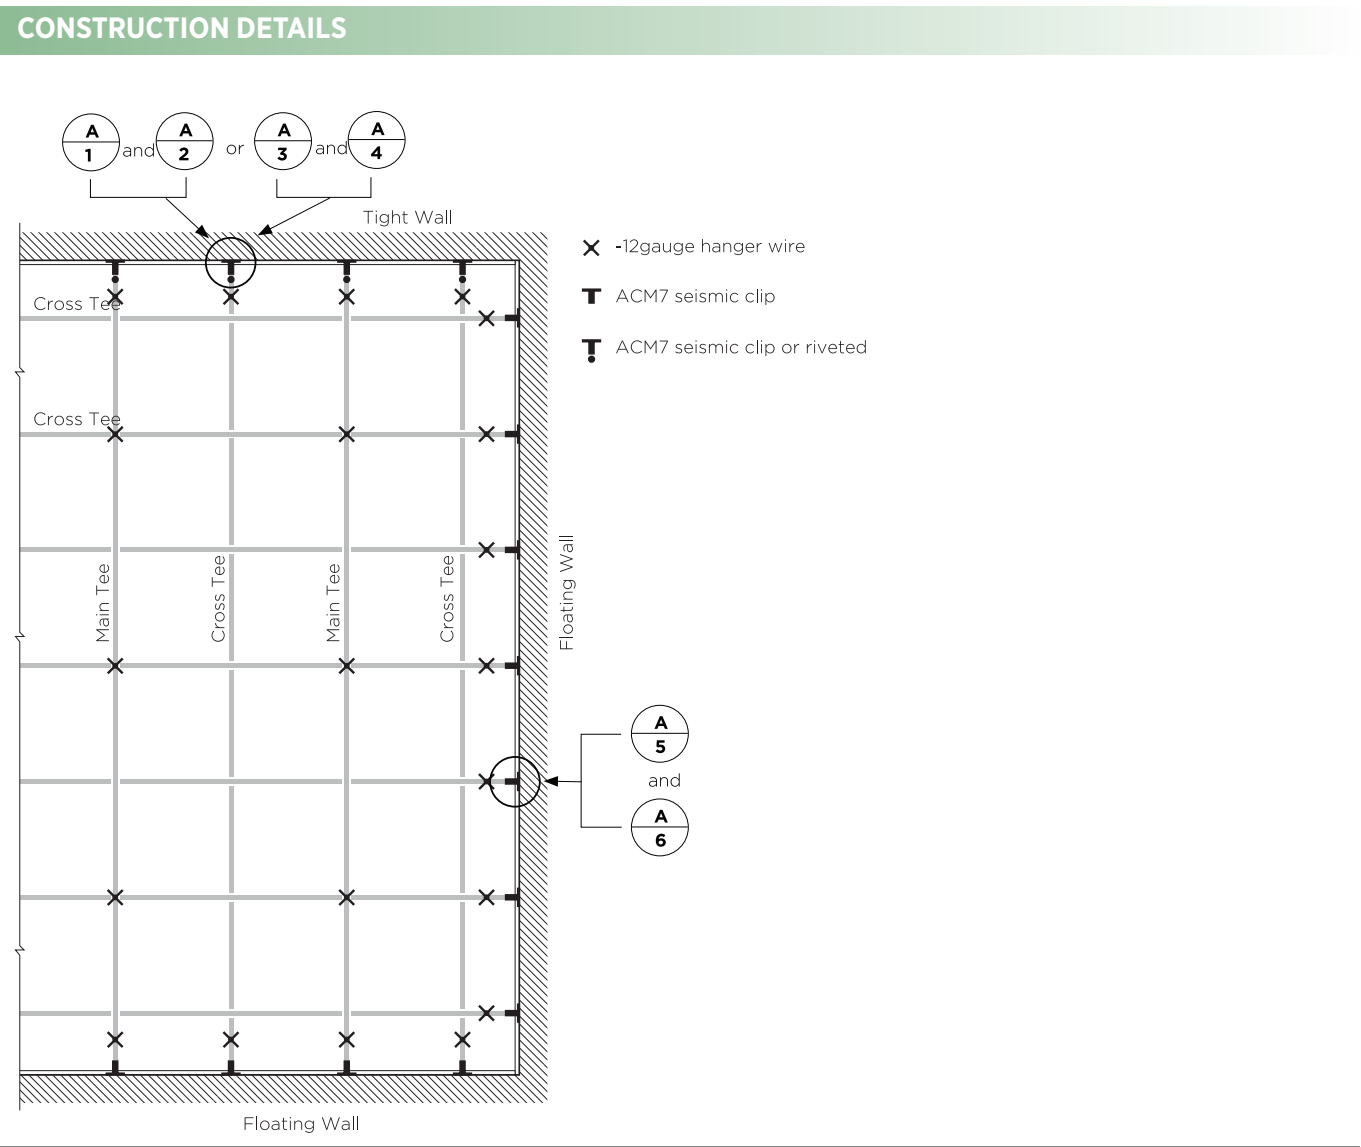 CONSTRUCTION DETAILS
A 1 and A 2 or A 3 and A 4
Tight Wall
-12gauge hanger wire
ACM7 seismic clip
ACM7 seismic clip or riveted
Cross Tee
Cross Tee
Main Tee
Cross Tee
Main Tee
Cross Tee
Floating Wall
A
5
and
A
6
Floating Wall